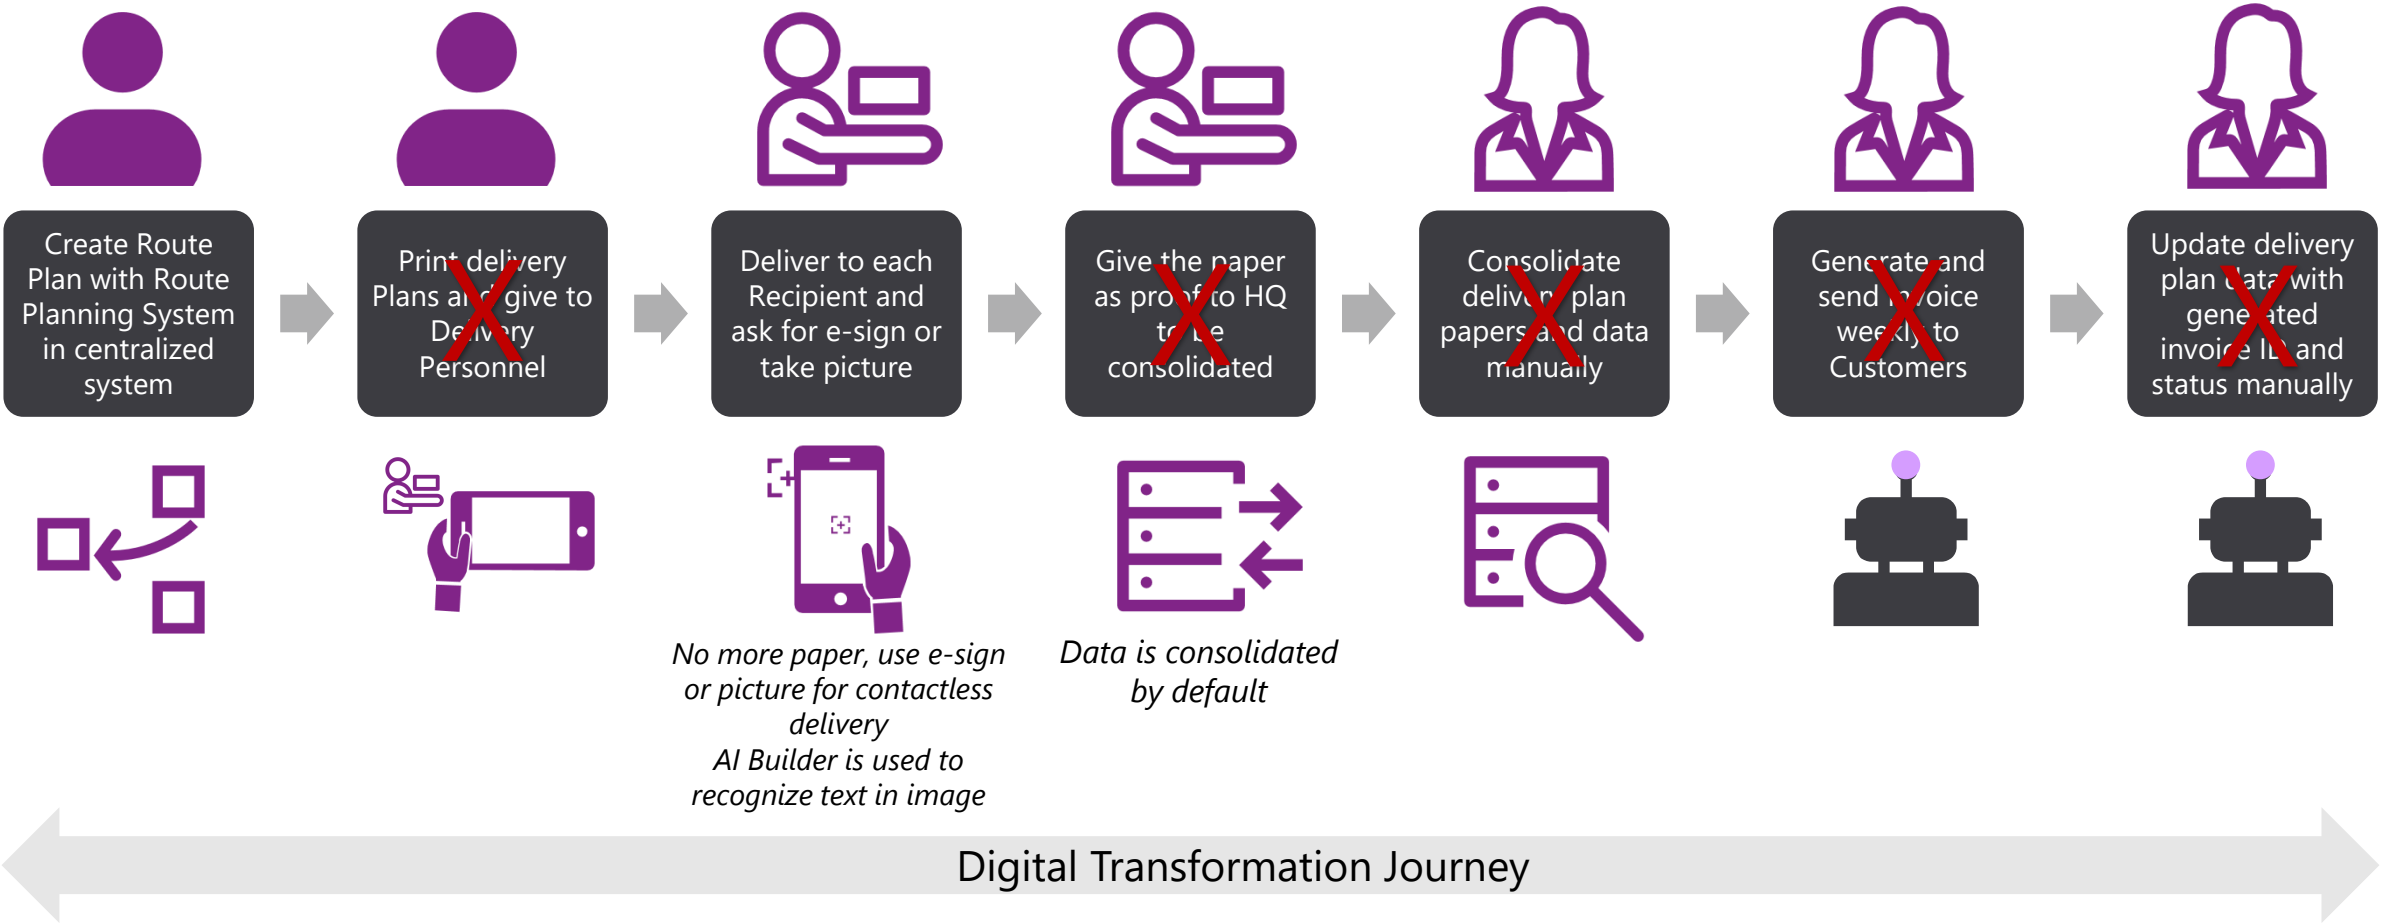 Create Route
Plan with Route
Planning System
in centralized
system
Print delivery
Plans and give to
Delivery
Personnel
Deliver to each
Recipient and
ask for e-sign or
take picture
Give the paper
as proof to HQ
to be
consolidated
Consolidate
delivery plan
papers and data
manually
Generate and
send invoice
weekly to
Customers
Update delivery
plan data with
generated
invoice ID and
status manually
No more paper, use e-sign
or picture for contactless
delivery
AI Builder is used to
recognize text in image
Data is consolidated
by default
Digital Transformation Journey